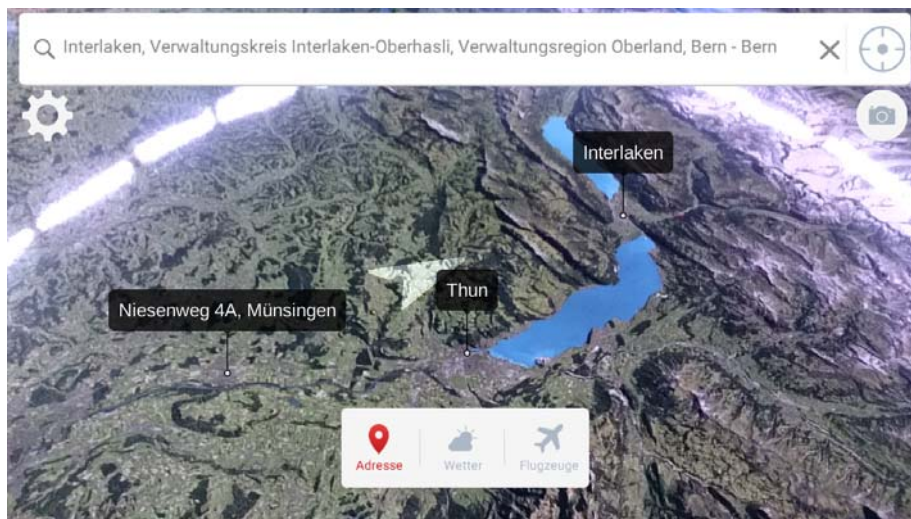 Interlaken, Verwaltungskreis Interlaken-Oberhasli, Verwaltungsregion Oberland, Bern - Bern
Interlaken
Thun
Niesenweg 4A, Münsingen
Adresse
Wetter
Flugzeuge